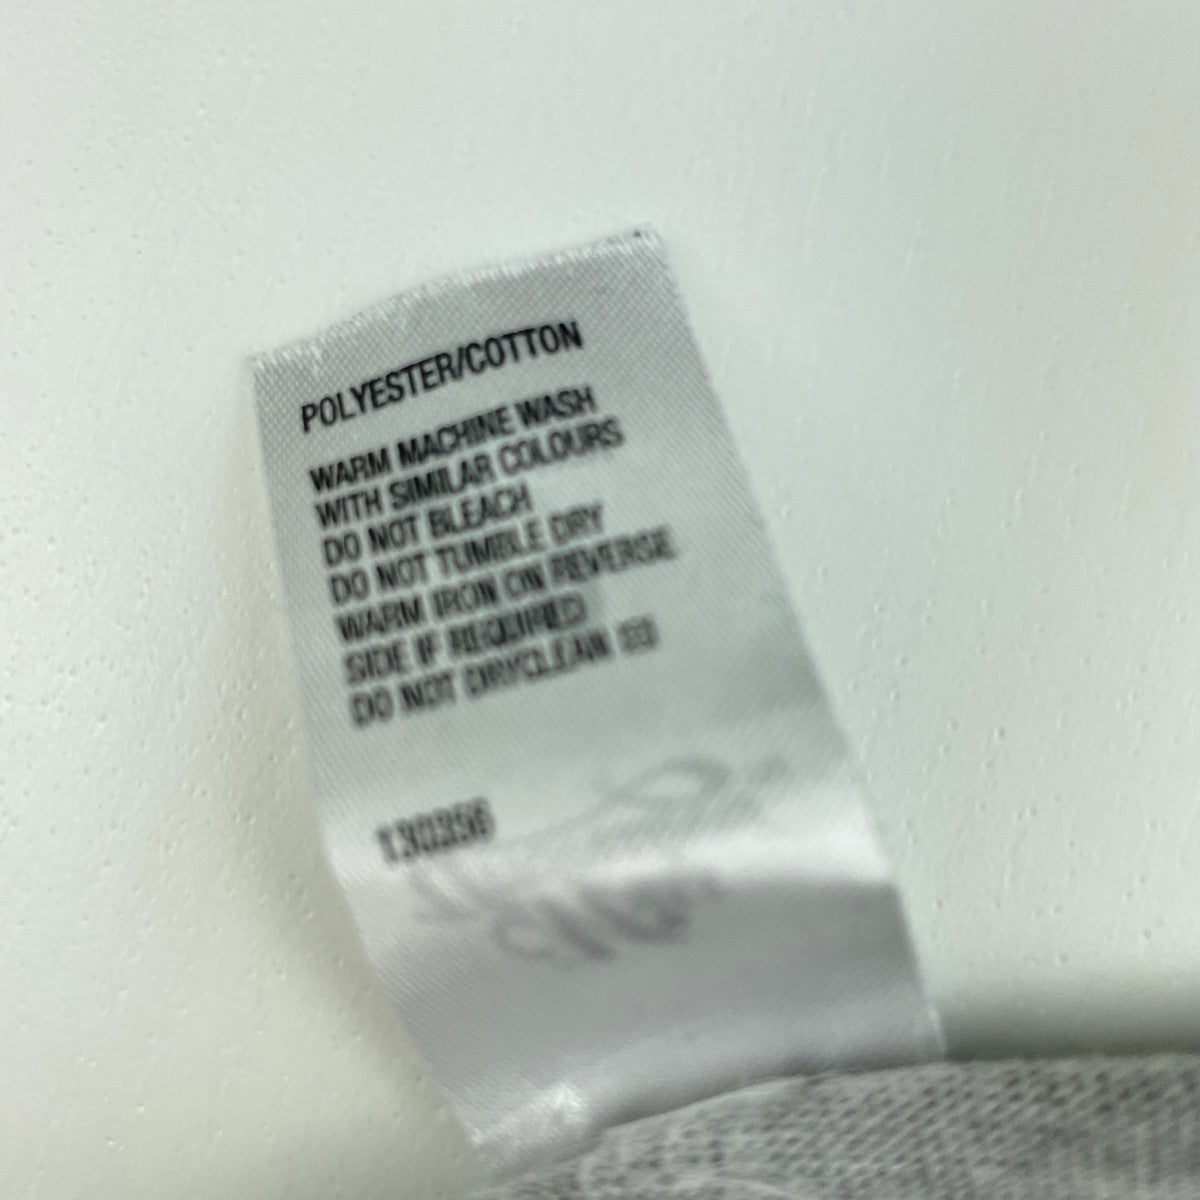 POLYESTER/COTTON
WARM MACHINE WASH
WITH SIMILAR COLOURS
DO NOT BLEACH
DO NOT TUMBLE DRY
WARM IRON ON REVERSE
SIDE IF REQUIRED
DO NOT DRYCLEAN